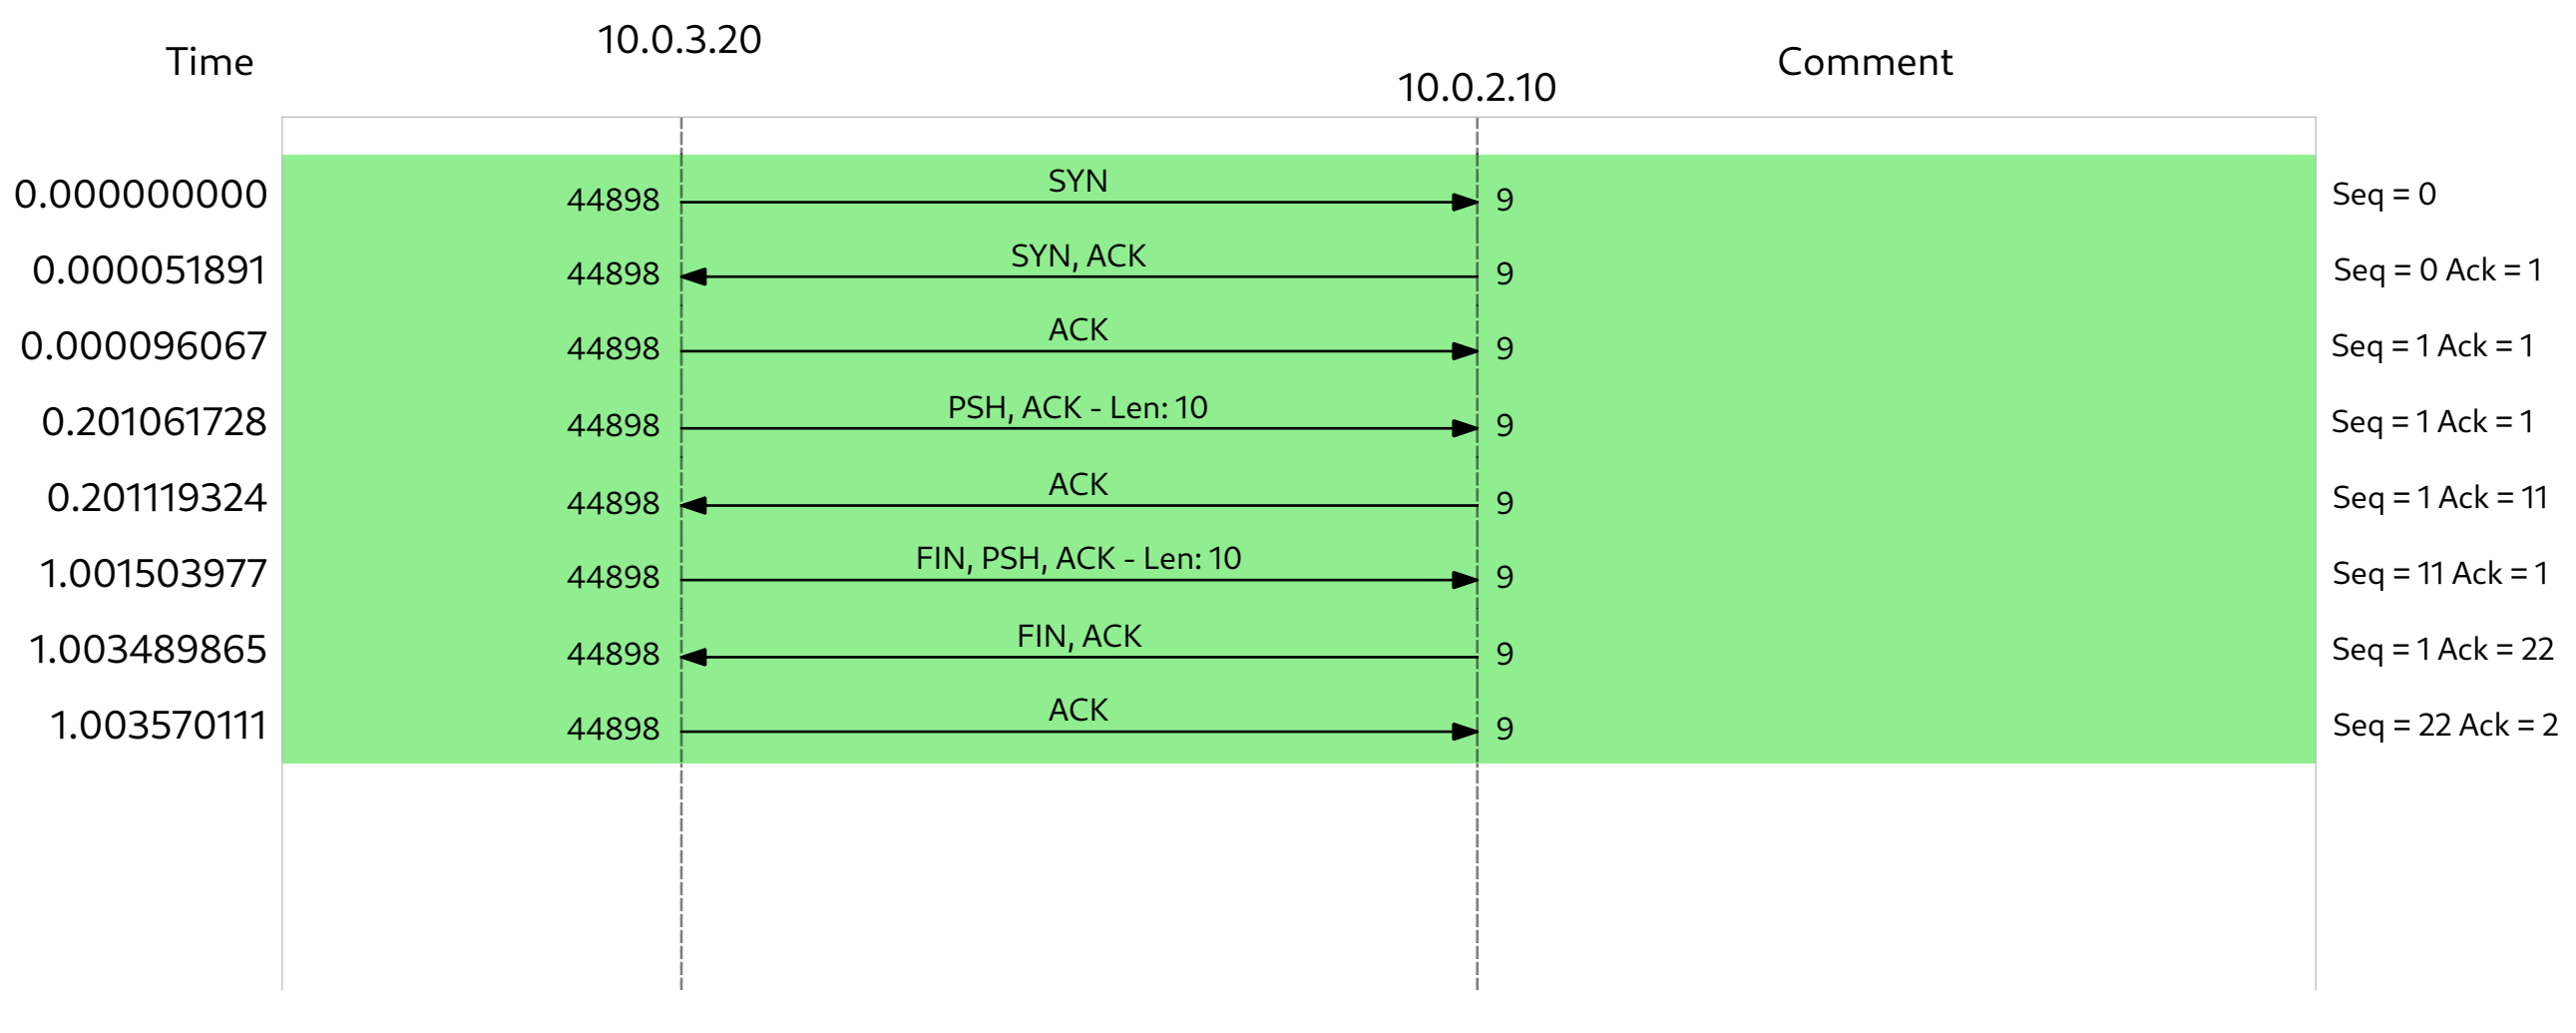 Time 10.0.3.20 10.0.2.10 Comment
0.000000000 44898 SYN 9 Seq = 0
0.000051891 44898 SYN, ACK 9 Seq = 0 Ack = 1
0.000096067 44898 ACK 9 Seq = 1 Ack = 1
0.201061728 44898 PSH, ACK - Len: 10 9 Seq = 1 Ack = 1
0.201119324 44898 ACK 9 Seq = 1 Ack = 11
1.001503977 44898 FIN, PSH, ACK - Len: 10 9 Seq = 11 Ack = 1
1.003489865 44898 FIN, ACK 9 Seq = 1 Ack = 22
1.003570111 44898 ACK 9 Seq = 22 Ack = 2